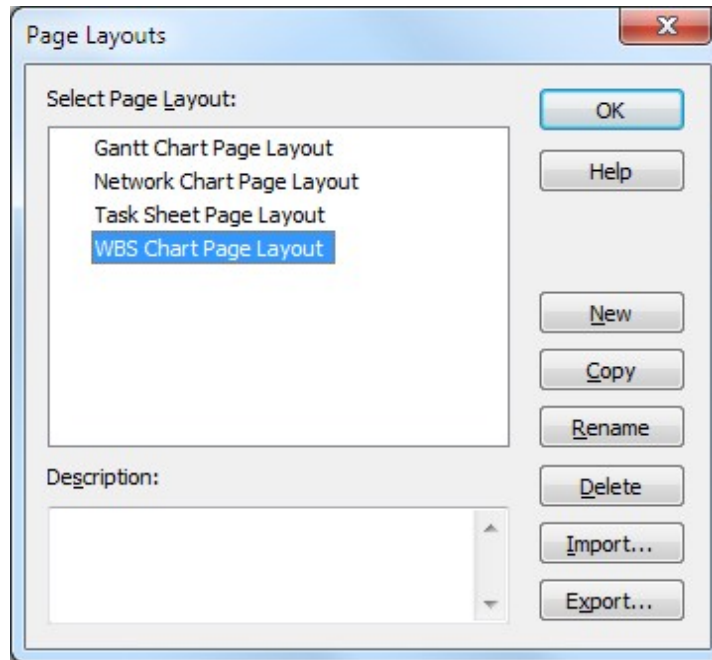 Page Layouts
Select Page Layout:
Gantt Chart Page Layout
Network Chart Page Layout
Task Sheet Page Layout
WBS Chart Page Layout
OK
Help
New
Copy
Rename
Description:
Delete
Import...
Export...